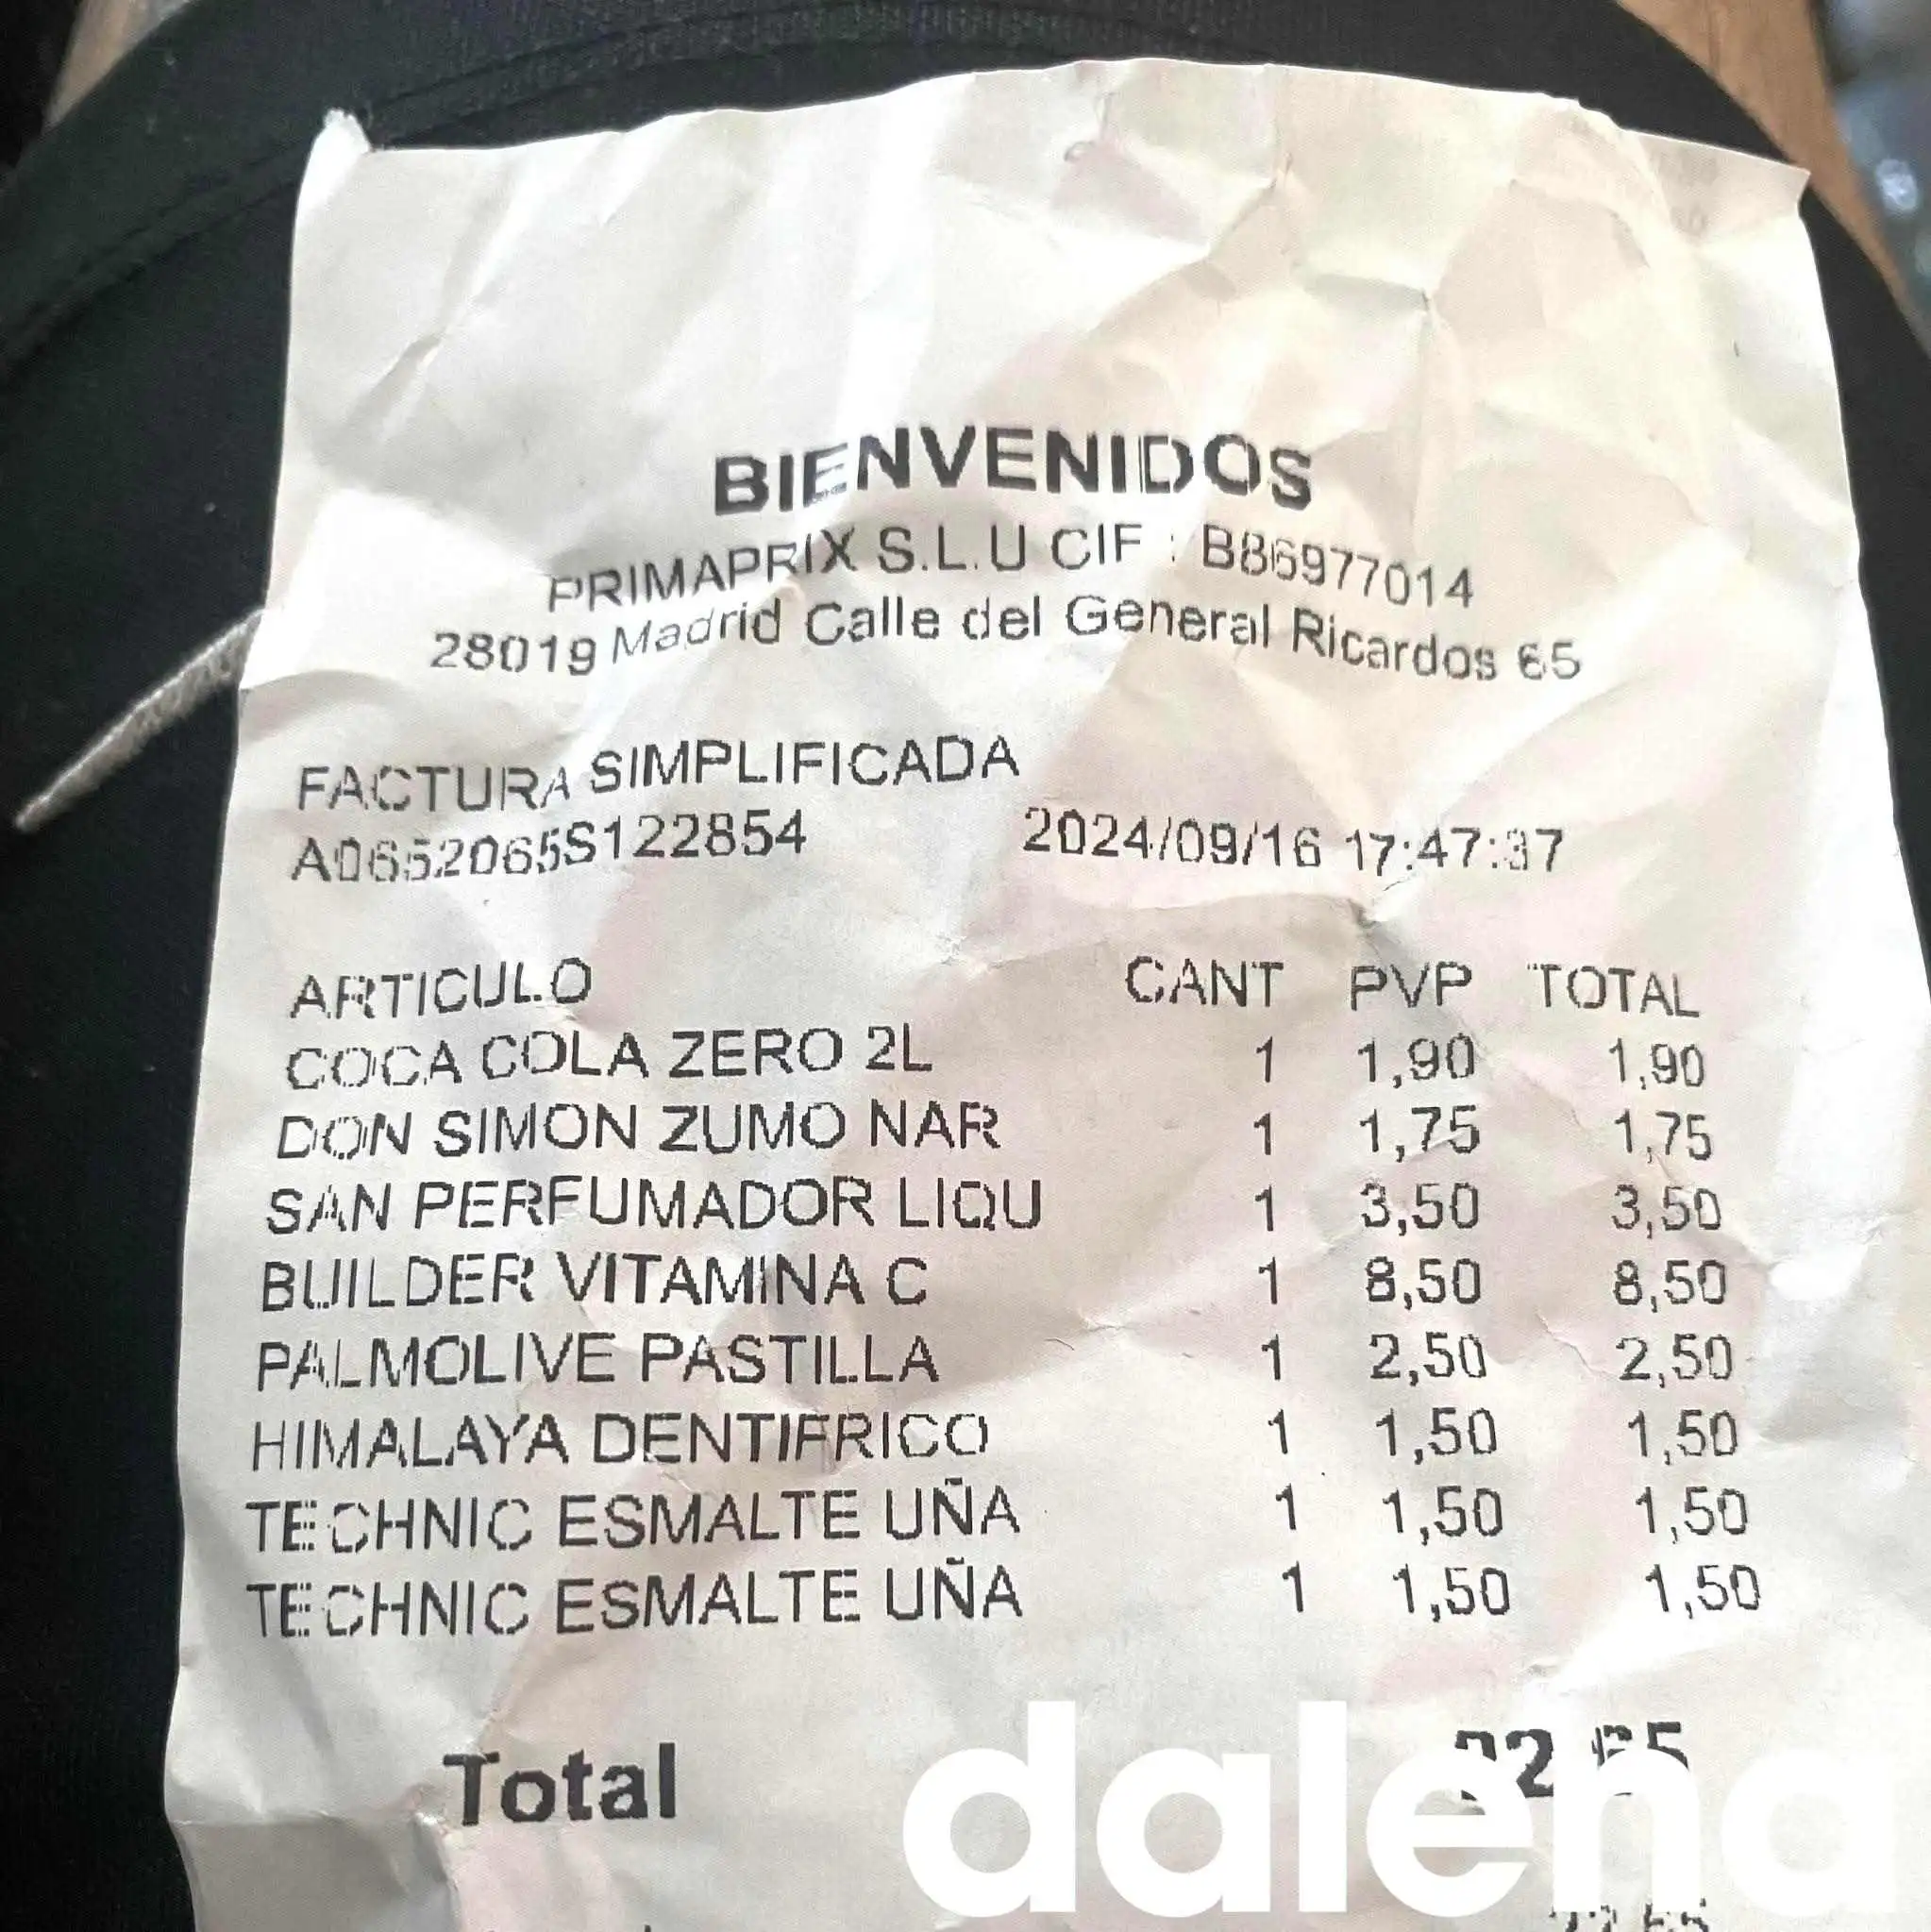 BIENVENIDOS
PRIMAPRIX S.L.U CIF : B86977014
28019 Madrid Calle del General Ricardos 65
FACTURA SIMPLIFICADA
A0652065S122854 2024/09/16 17:47:37
ARTICULO CANT PVP TOTAL
COCA COLA ZERO 2L 1 1,90 1,90
DON SIMON ZUMO NAR 1 1,75 1,75
SAN PERFUMADOR LIQU 1 3,50 3,50
BUILDER VITAMINA C 1 8,50 8,50
PALMOLIVE PASTILLA 1 2,50 2,50
HIMALAYA DENTIFRICO 1 1,50 1,50
TECHNIC ESMALTE UÑA 1 1,50 1,50
TECHNIC ESMALTE UÑA 1 1,50 1,50
Total
dalena